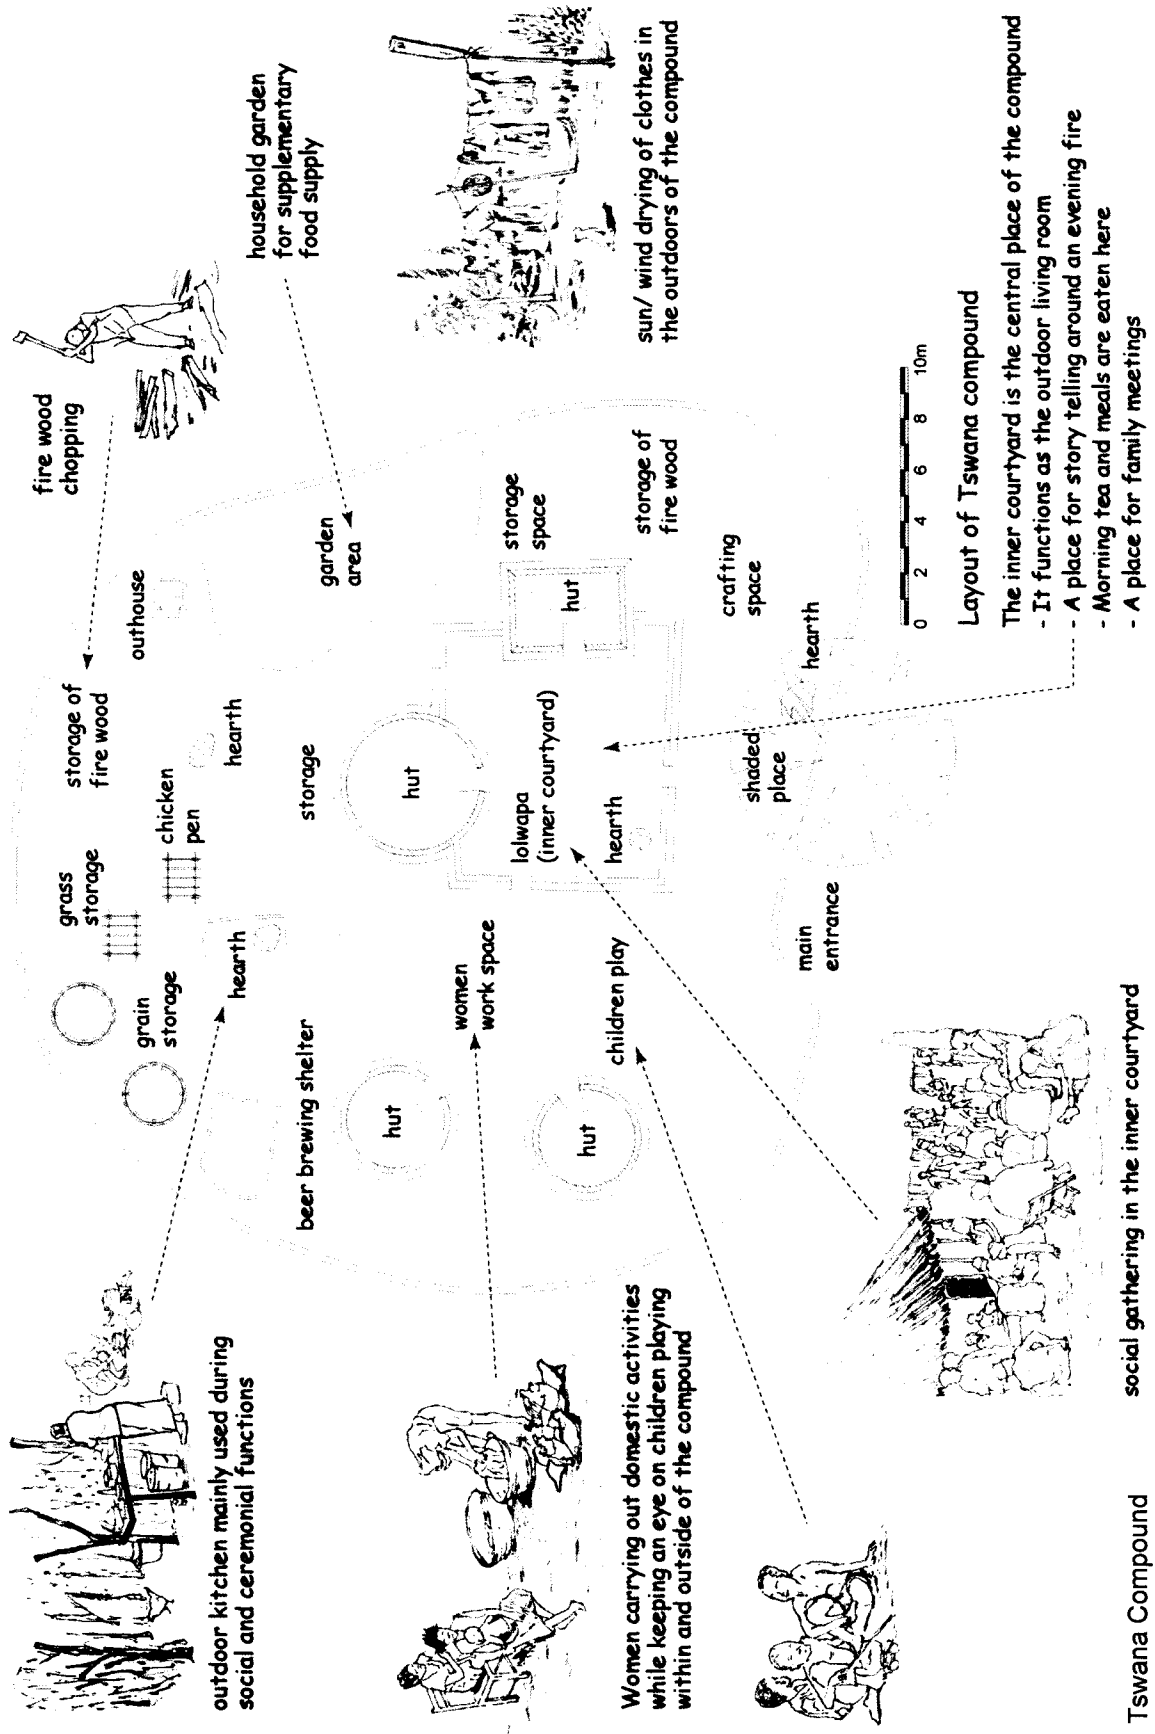 outdoor kitchen mainly used during
social and ceremonial functions
fire wood
chopping
household garden
for supplementary
food supply
storage of
fire wood
grass
storage
chicken
pen
outhouse
grain
storage
hearth
hearth
garden
area
beer brewing shelter
storage
hut
hut
women
work space
storage
space
lolwapa
(inner courtyard)
hut
hut
hearth
children play
storage of
fire wood
sun/ wind drying of clothes in
the outdoors of the compound
Women carrying out domestic activities
while keeping an eye on children playing
within and outside of the compound
crafting
space
shaded
place
hearth
main
entrance
0 2 4 6 8 10m
Layout of Tswana compound
The inner courtyard is the central place of the compound
- It functions as the outdoor living room
- A place for story telling around an evening fire
- Morning tea and meals are eaten here
- A place for family meetings
social gathering in the inner courtyard
Tswana Compound